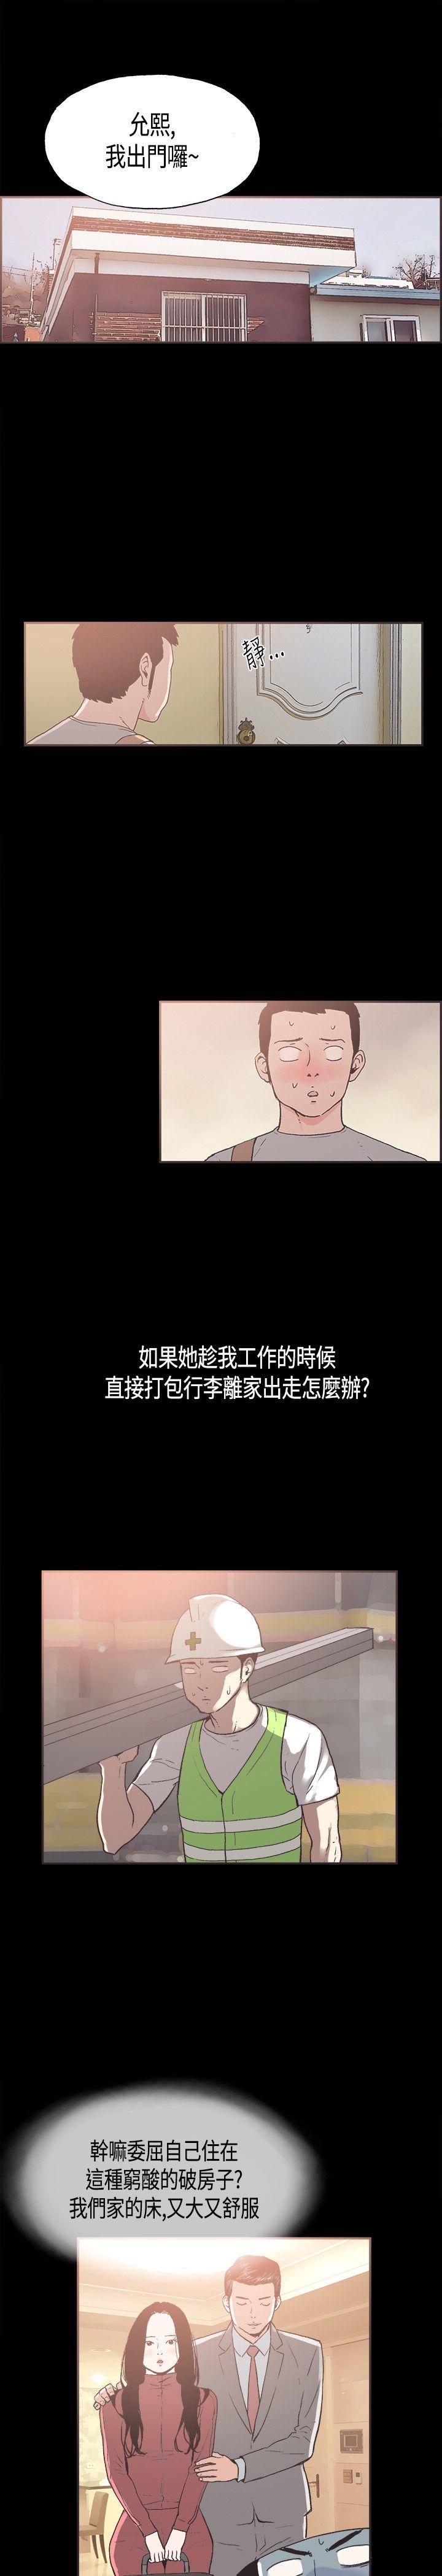 允熙,
我出門囉~
靜…
如果她趁我工作的時候
直接打包行李離家出走怎麼辦?
幹嘛委屈自己住在
這種窮酸的破房子?
我們家的床,又大又舒服